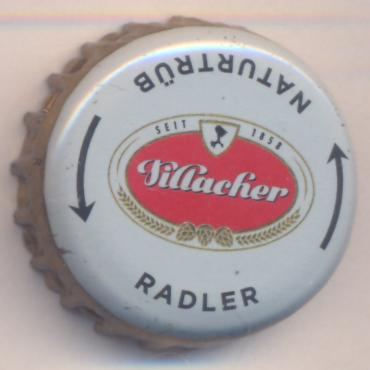 NATURTRÜB
SEIT 1858
Villacher
RADLER